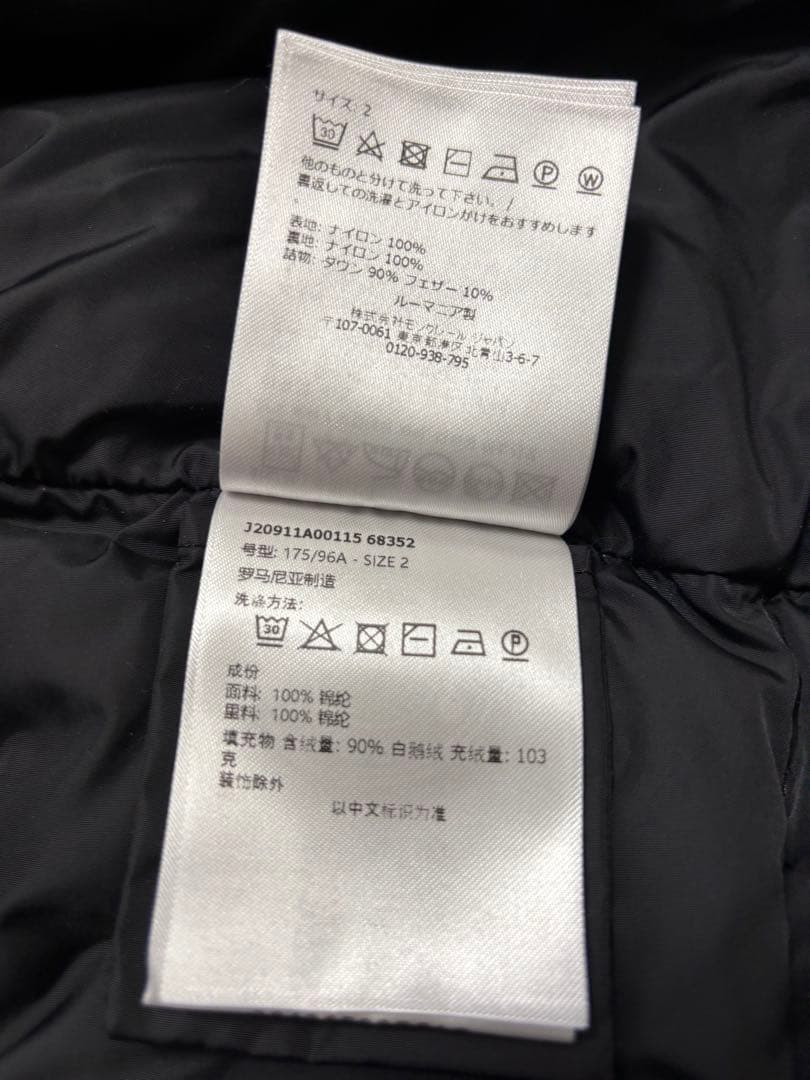 サイズ: 2
30
P
W
他のものと分けて洗って下さい。/
裏返しての洗濯とアイロンがけをおすすめします
。
表地: ナイロン 100%
裏地: ナイロン 100%
詰物: ダウン 90% フェザー 10%
ルーマニア製
株式会社モンクレール ジャパン
〒107-0061 東京都港区北青山3-6-7
0120-938-795
J20911A00115 68352
号型: 175/96A - SIZE 2
罗马尼亚制造
洗涤方法:
30
P
成份
面料: 100% 锦纶
里料: 100% 锦纶
填充物 含绒量: 90% 白鹅绒 充绒量: 103
克
装饰除外
以中文标识为准